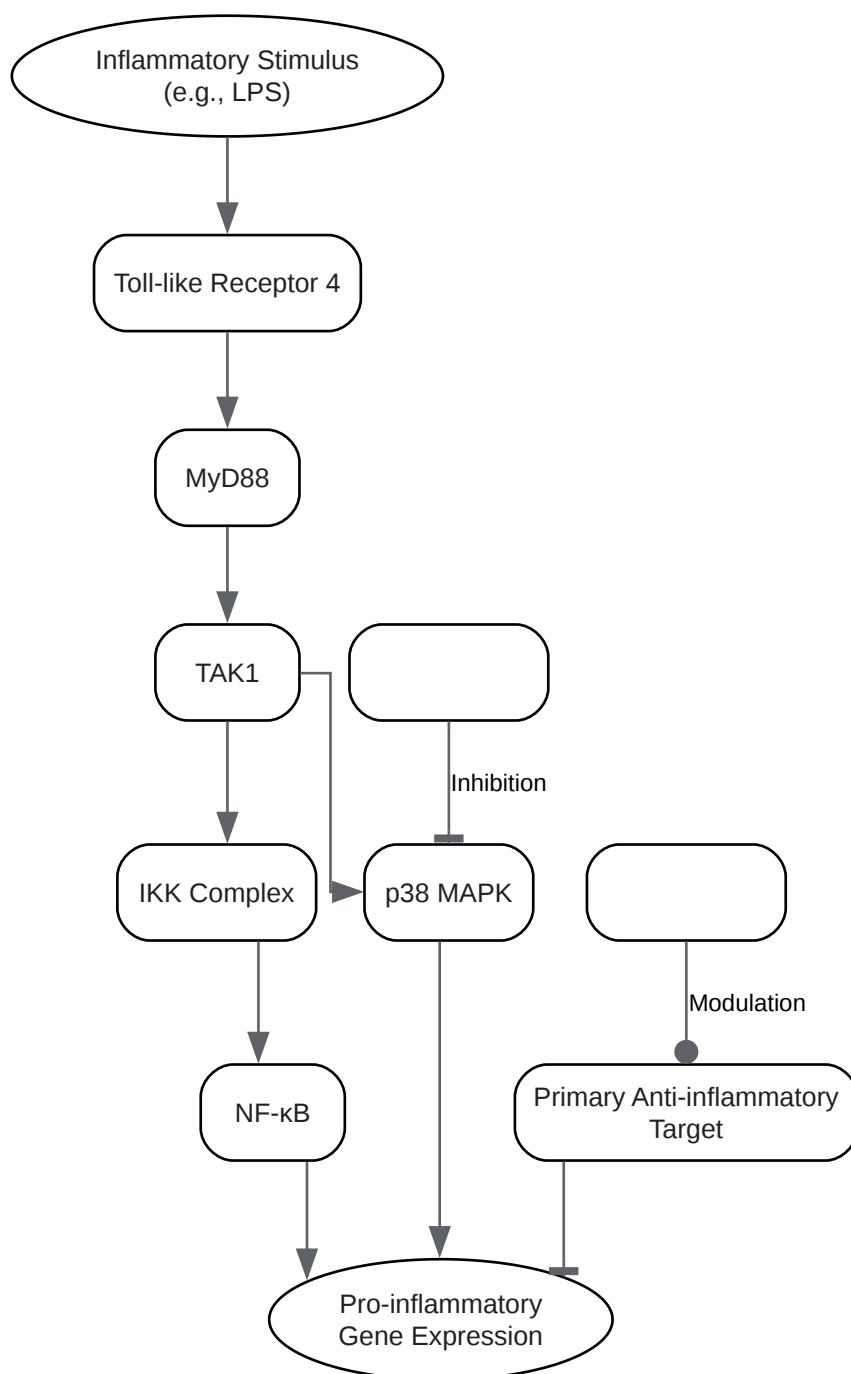 Inflammatory Stimulus
(e.g., LPS)
Toll-like Receptor 4
MyD88
TAK1
Inhibition
IKK Complex
p38 MAPK
Modulation
NF-κB
Primary Anti-inflammatory
Target
Pro-inflammatory
Gene Expression